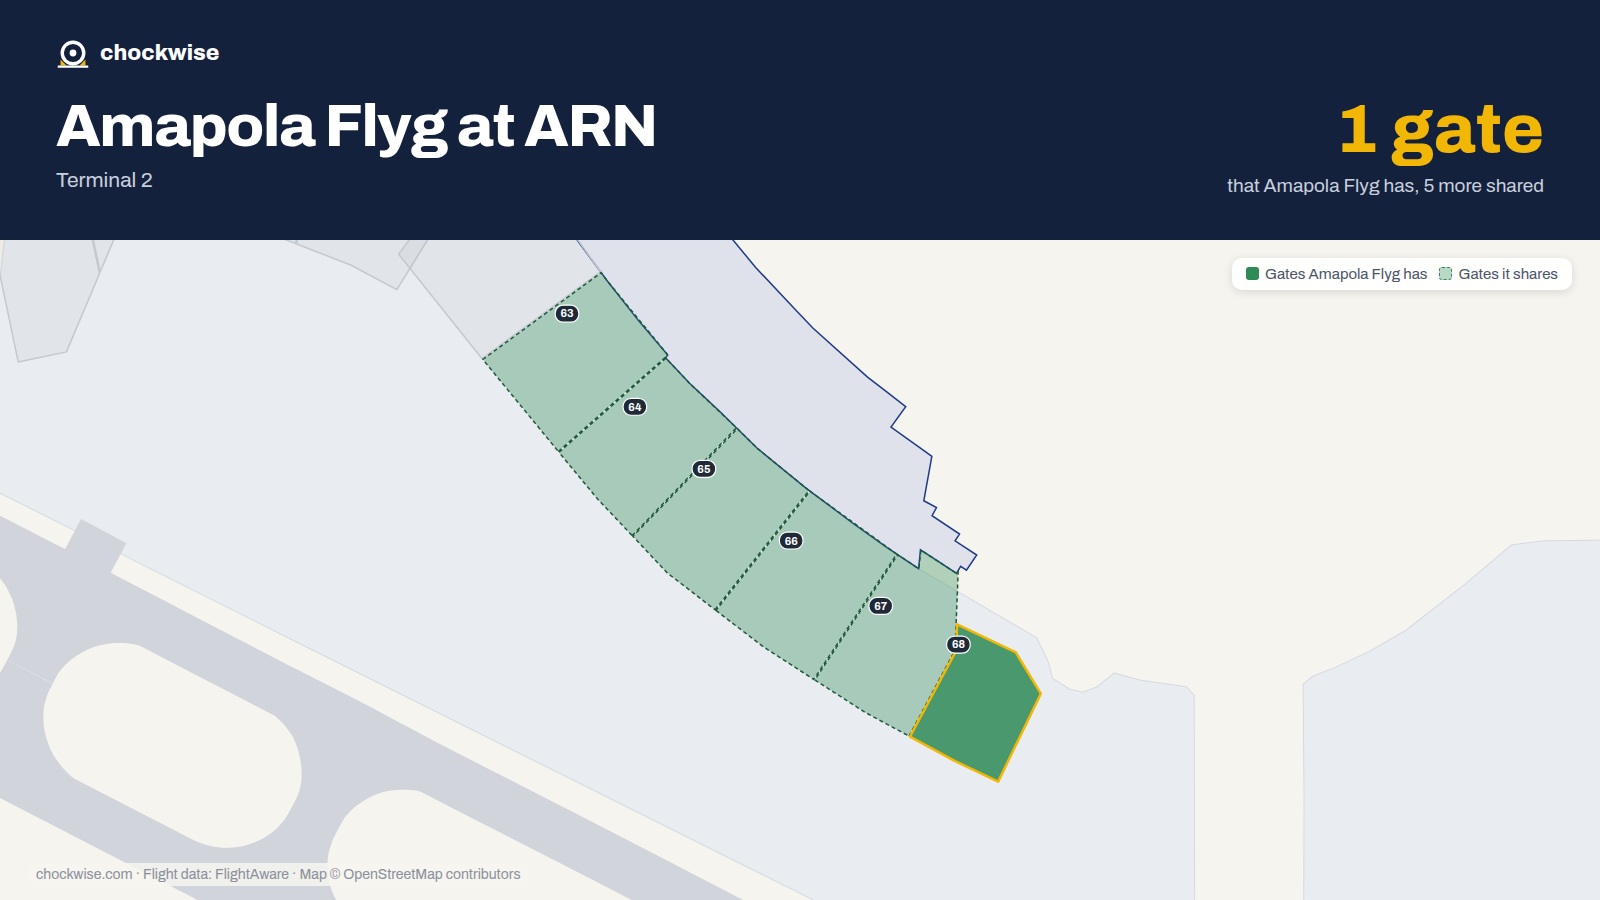 chockwise
Amapola Flyg at ARN
Terminal 2
1 gate
that Amapola Flyg has, 5 more shared
Gates Amapola Flyg has
Gates it shares
63
64
65
66
67
68
chockwise.com · Flight data: FlightAware · Map © OpenStreetMap contributors